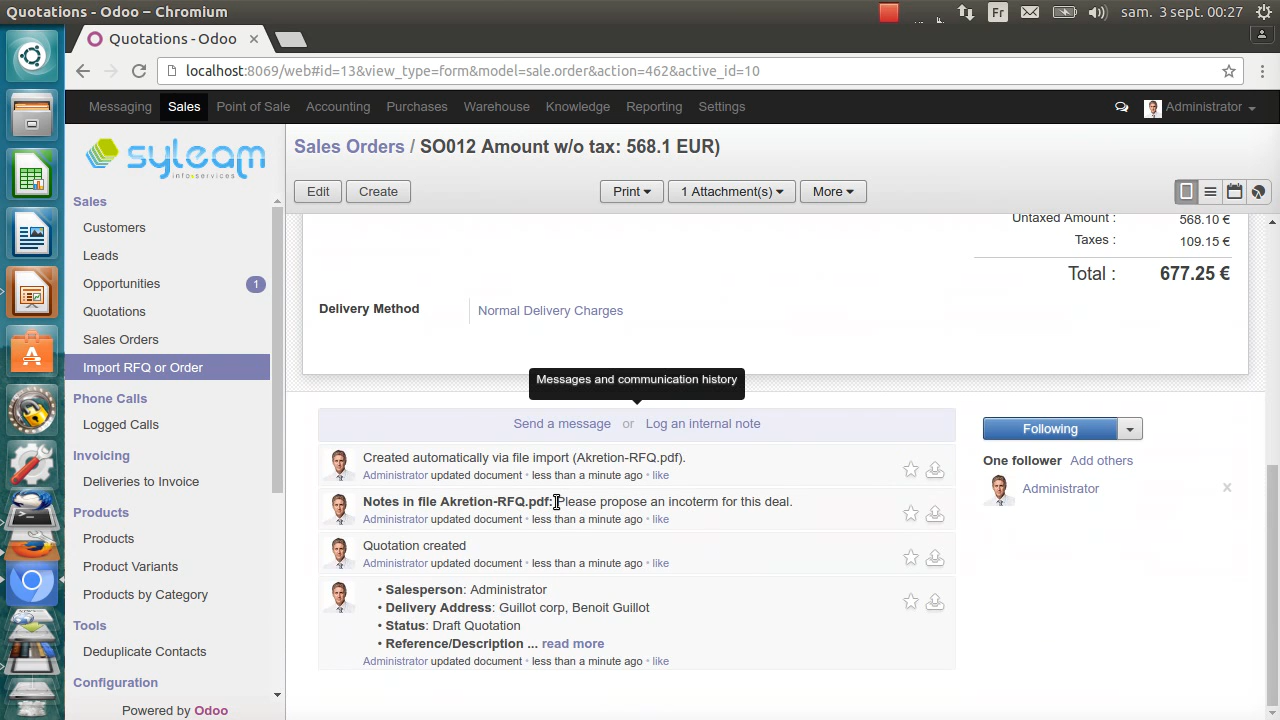 Quotations - Odoo – Chromium
Fr
sam. 3 sept. 00:27
Quotations - Odoo
localhost:8069/web#id=13&view_type=form&model=sale.order&action=462&active_id=10
Messaging Sales Point of Sale Accounting Purchases Warehouse Knowledge Reporting Settings
Administrator
syleam
info services
Sales
Customers
Leads
Opportunities 1
Quotations
Sales Orders
Import RFQ or Order
Phone Calls
Logged Calls
Invoicing
Deliveries to Invoice
Products
Products
Product Variants
Products by Category
Tools
Deduplicate Contacts
Configuration
Powered by Odoo
Sales Orders / SO012 Amount w/o tax: 568.1 EUR)
Edit Create Print 1 Attachment(s) More
Untaxed Amount : 568.10 €
Taxes : 109.15 €
Total : 677.25 €
Delivery Method Normal Delivery Charges
Messages and communication history
Send a message or Log an internal note
Created automatically via file import (Akretion-RFQ.pdf).
Administrator updated document • less than a minute ago • like
Notes in file Akretion-RFQ.pdf: Please propose an incoterm for this deal.
Administrator updated document • less than a minute ago • like
Quotation created
Administrator updated document • less than a minute ago • like
• Salesperson: Administrator
• Delivery Address: Guillot corp, Benoit Guillot
• Status: Draft Quotation
• Reference/Description ... read more
Administrator updated document • less than a minute ago • like
Following
One follower Add others
Administrator